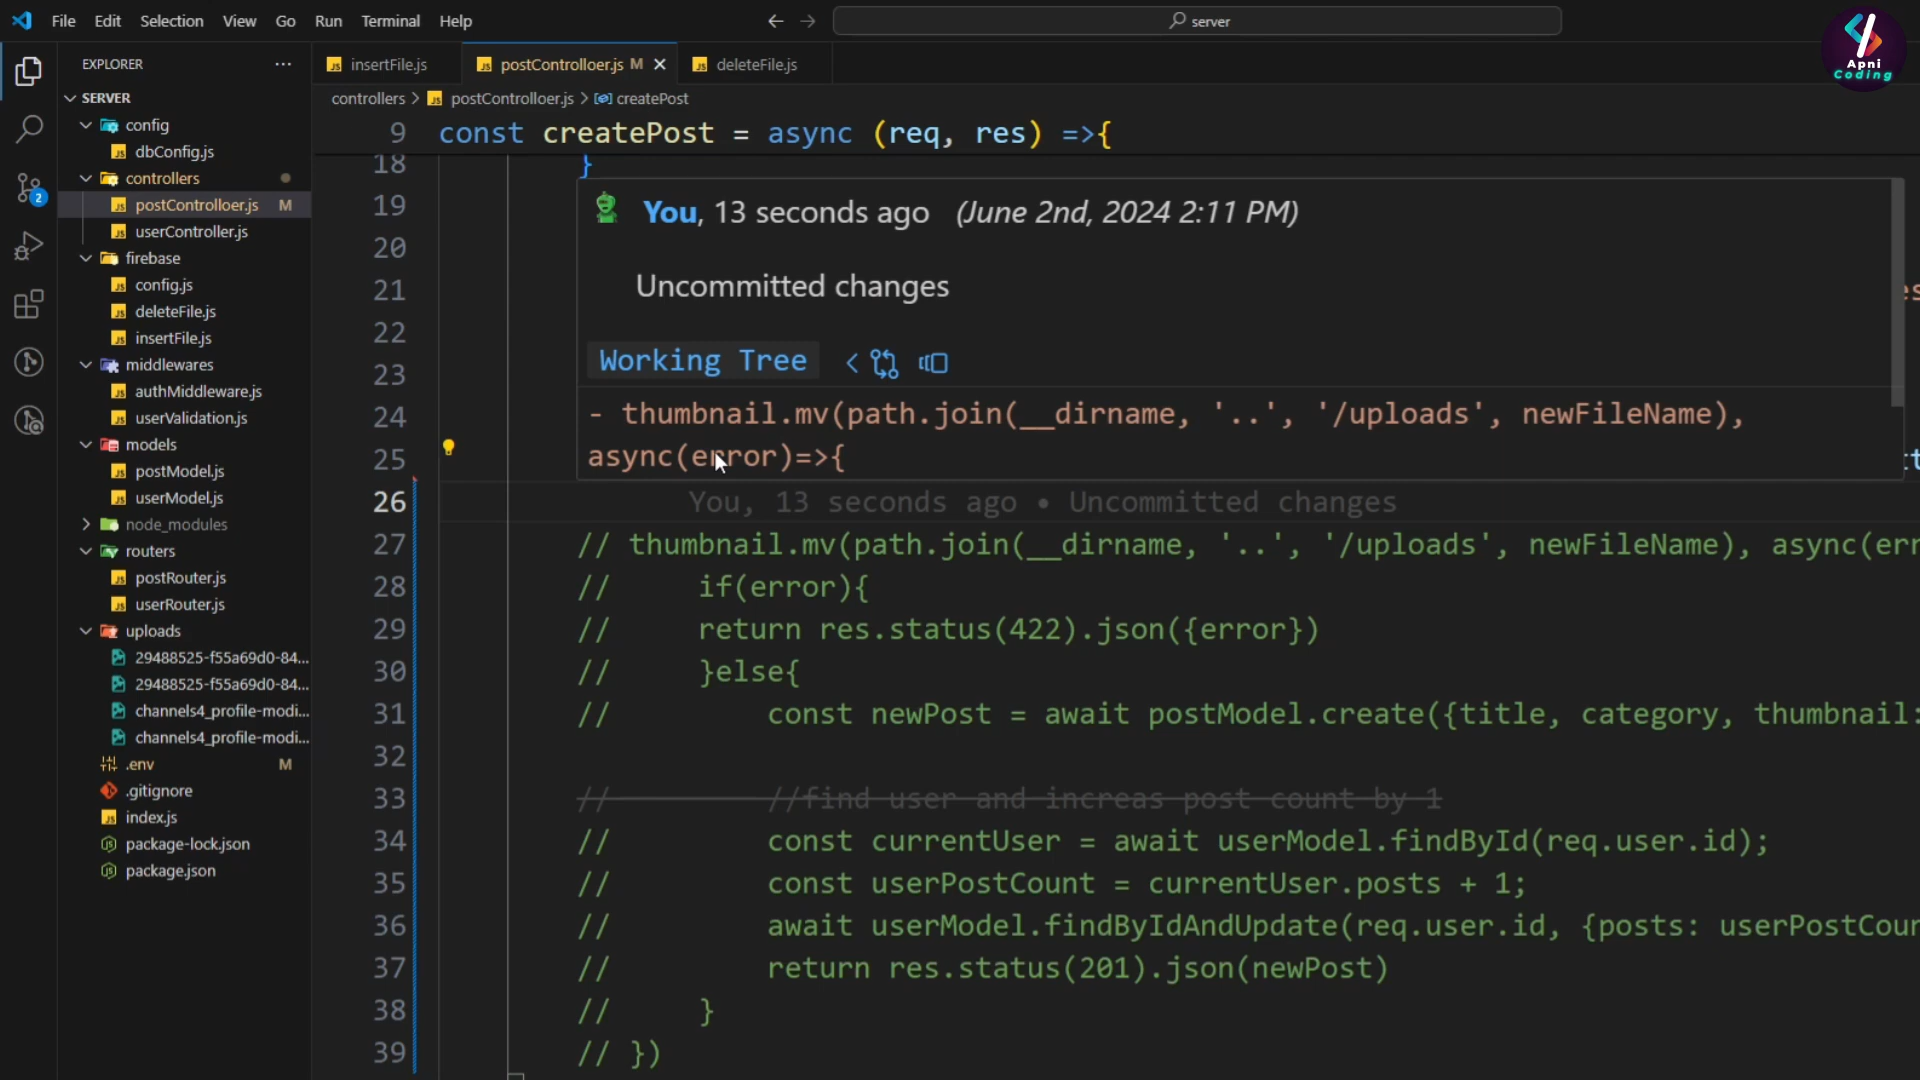 File Edit Selection View Go Run Terminal Help
server
Apni
Coding
EXPLORER
insertFile.js
postControlloer.js M
deleteFile.js
SERVER
controllers > postControlloer.js > createPost
config
dbConfig.js
controllers
postControlloer.js M
userController.js
firebase
config.js
deleteFile.js
insertFile.js
middlewares
authMiddleware.js
userValidation.js
models
postModel.js
userModel.js
node_modules
routers
postRouter.js
userRouter.js
uploads
29488525-f55a69d0-84...
29488525-f55a69d0-84...
channels4_profile-modi...
channels4_profile-modi...
.env M
.gitignore
index.js
package-lock.json
package.json
2
9 const createPost = async (req, res) =>{
18 }
19
20
21
22
23
24
25
You, 13 seconds ago (June 2nd, 2024 2:11 PM)
Uncommitted changes
Working Tree
- thumbnail.mv(path.join(__dirname, '..', '/uploads', newFileName),
async(error)=>{
26 You, 13 seconds ago • Uncommitted changes
27 // thumbnail.mv(path.join(__dirname, '..', '/uploads', newFileName), async(err
28 // if(error){
29 // return res.status(422).json({error})
30 // }else{
31 // const newPost = await postModel.create({title, category, thumbnail:
32
33 // //find user and increas post count by 1
34 // const currentUser = await userModel.findById(req.user.id);
35 // const userPostCount = currentUser.posts + 1;
36 // await userModel.findByIdAndUpdate(req.user.id, {posts: userPostCoun
37 // return res.status(201).json(newPost)
38 // }
39 // })